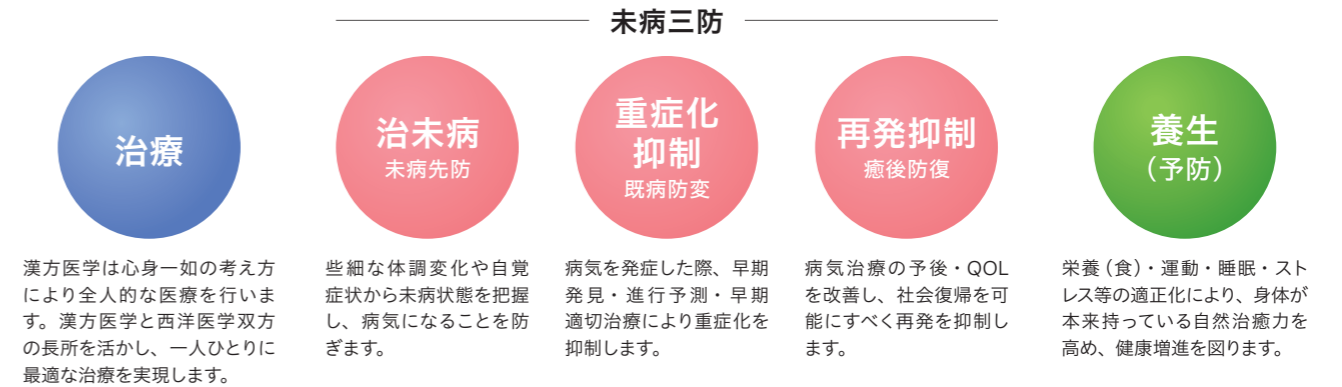 未病三防
治療
漢方医学は心身一如の考え方
により全人的な医療を行いま
す。漢方医学と西洋医学双方
の長所を活かし、一人ひとりに
最適な治療を実現します。
治未病
未病先防
些細な体調変化や自覚
症状から未病状態を把握
し、病気になることを防
ぎます。
重症化
抑制
既病防変
病気を発症した際、早期
発見・進行予測・早期
適切治療により重症化を
抑制します。
再発抑制
癒後防復
病気治療の予後・QOL
を改善し、社会復帰を可
能にすべく再発を抑制し
ます。
養生
（予防）
栄養（食）・運動・睡眠・スト
レス等の適正化により、身体が
本来持っている自然治癒力を
高め、健康増進を図ります。